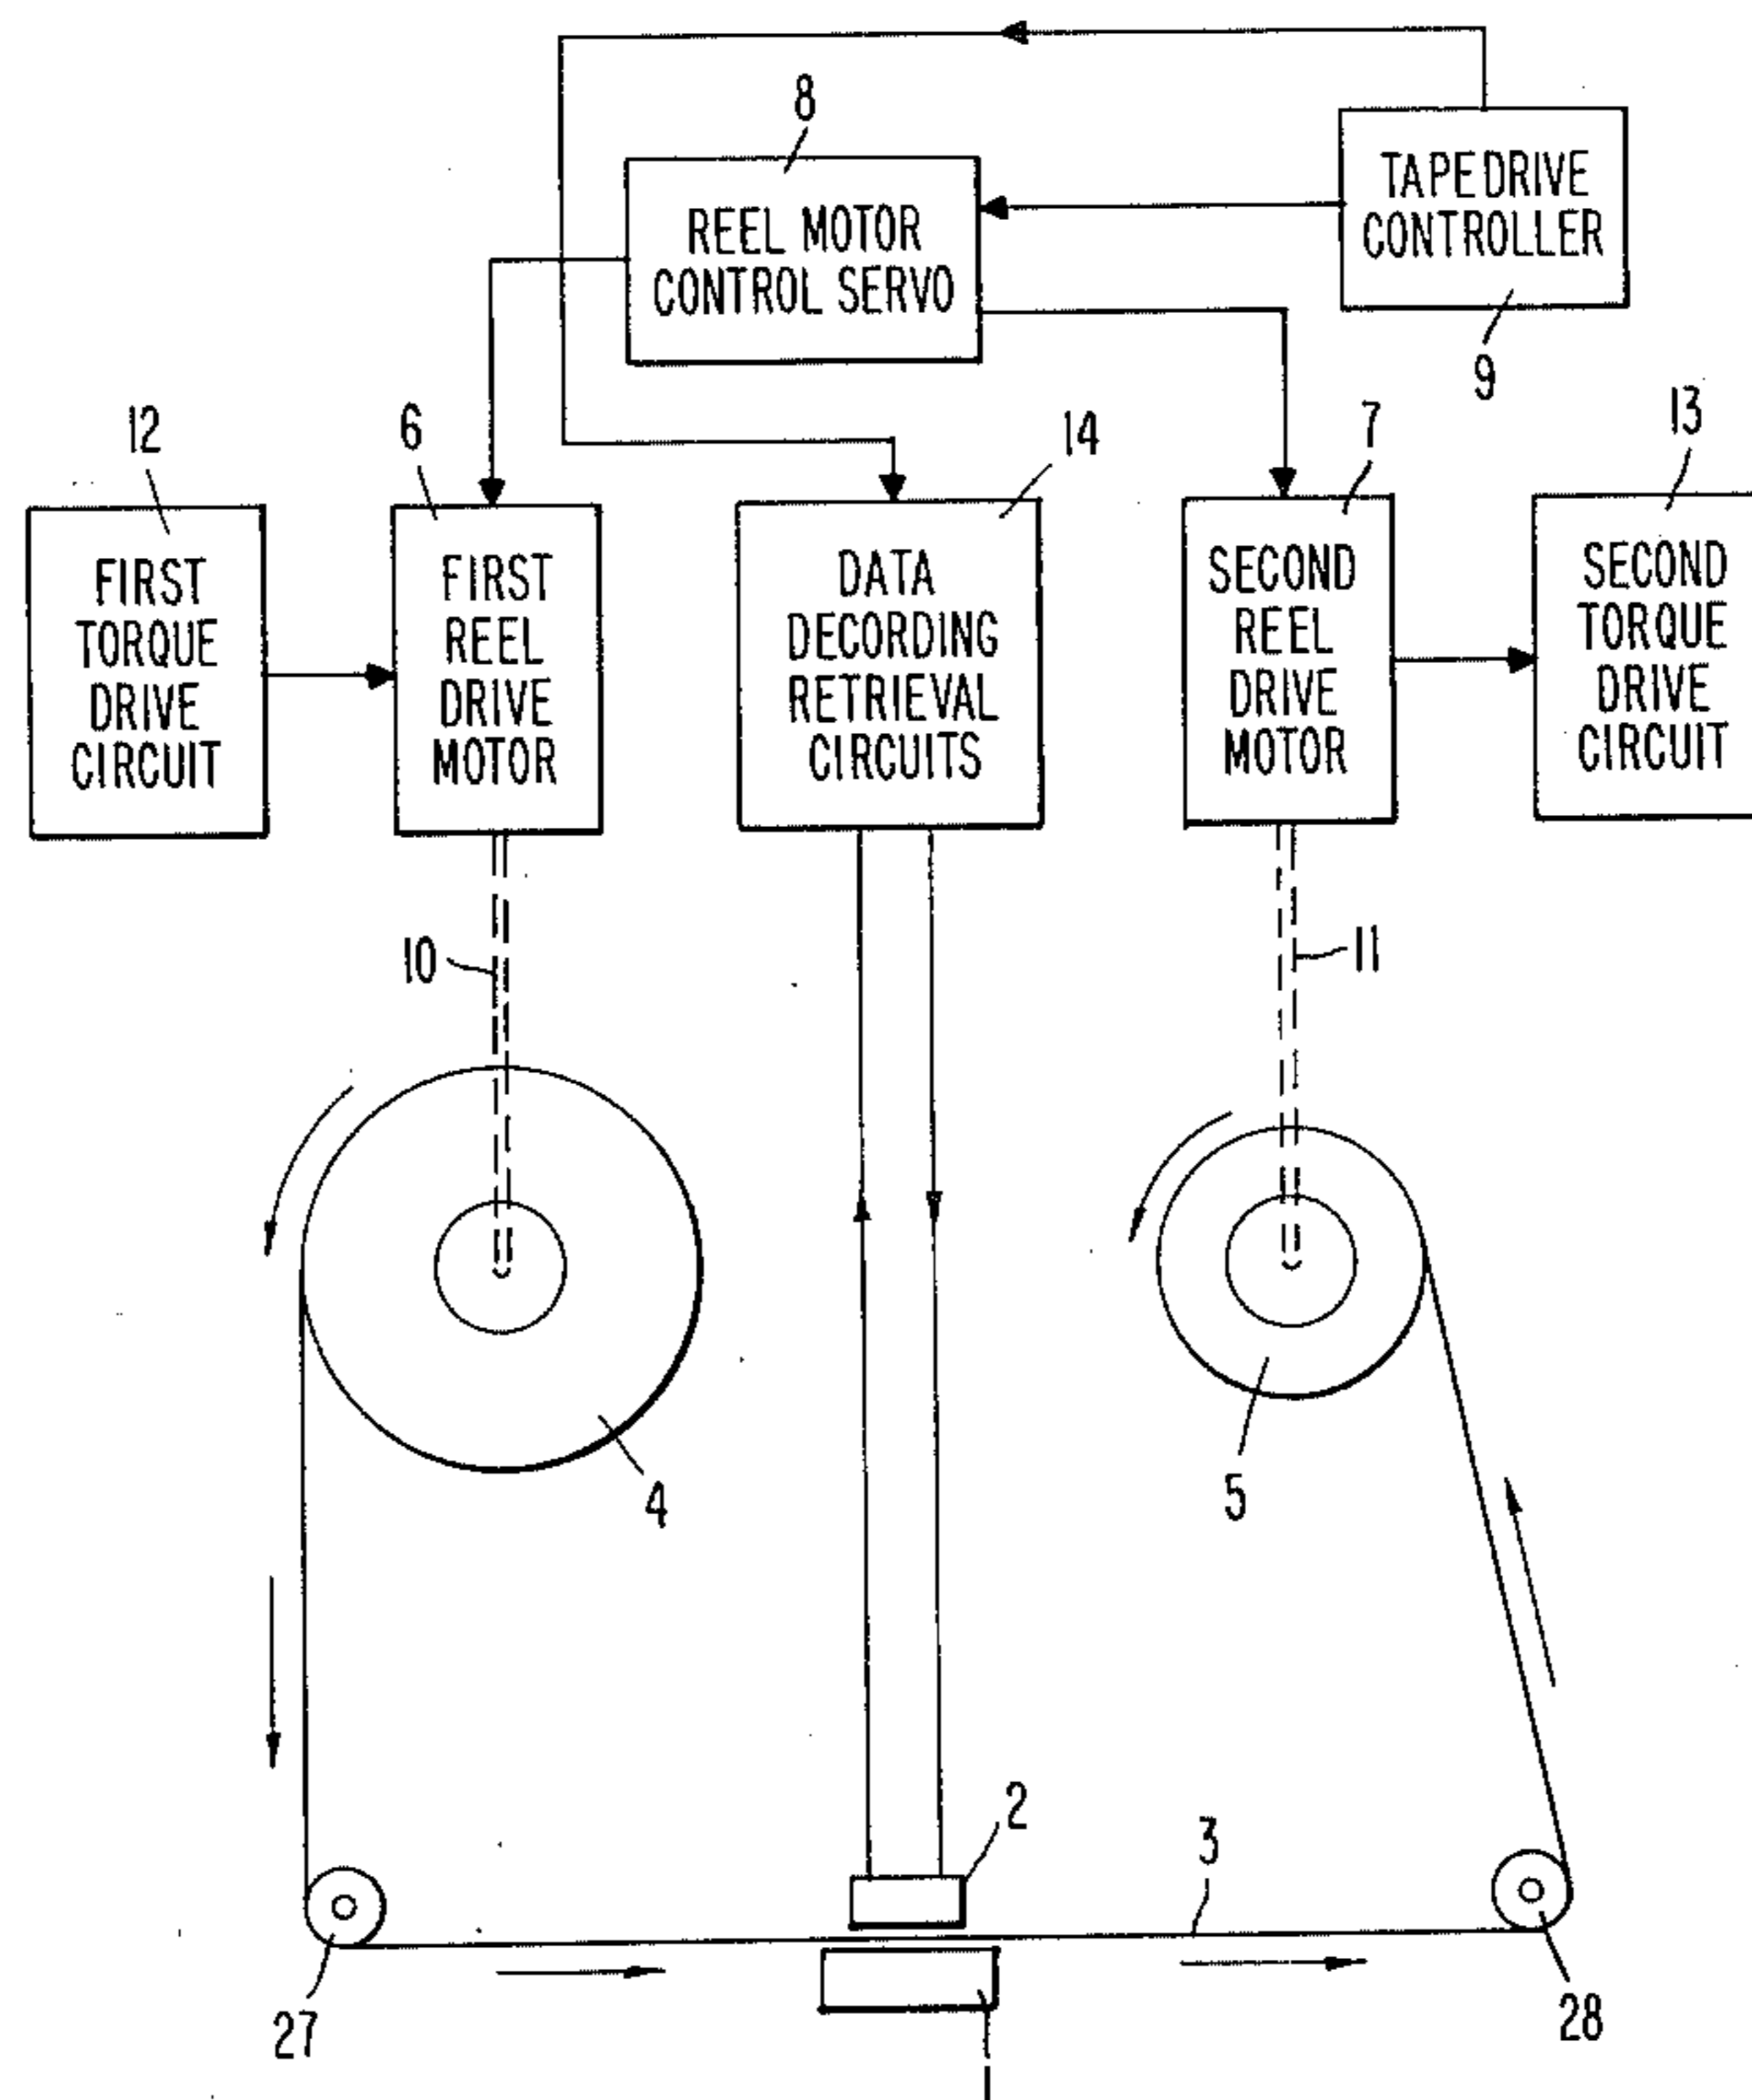 8
TAPE DRIVE
CONTROLLER
9
REEL MOTOR
CONTROL SERVO
12
6
14
7
13
FIRST
TORQUE
DRIVE
CIRCUIT
FIRST
REEL
DRIVE
MOTOR
DATA
DECORDING
RETRIEVAL
CIRCUITS
SECOND
REEL
DRIVE
MOTOR
SECOND
TORQUE
DRIVE
CIRCUIT
10
11
4
5
2
3
27
28
1